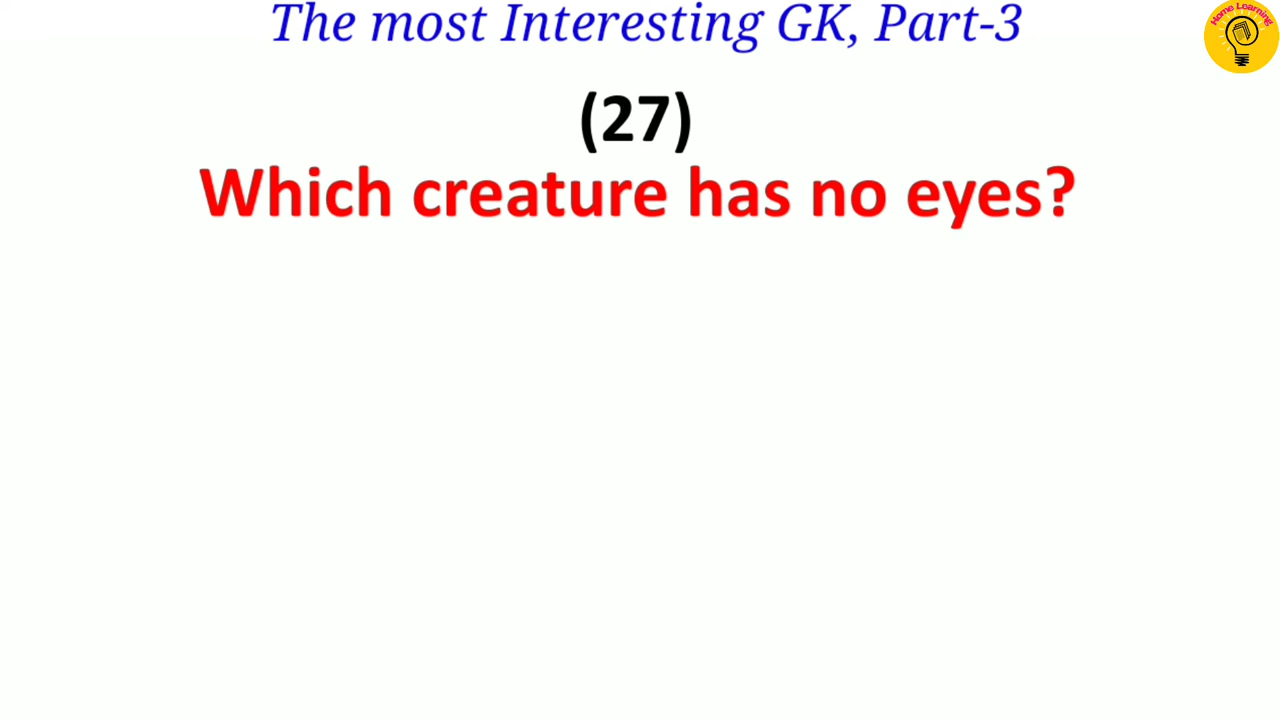 The most Interesting GK, Part-3
Home Learning
(27)
Which creature has no eyes?